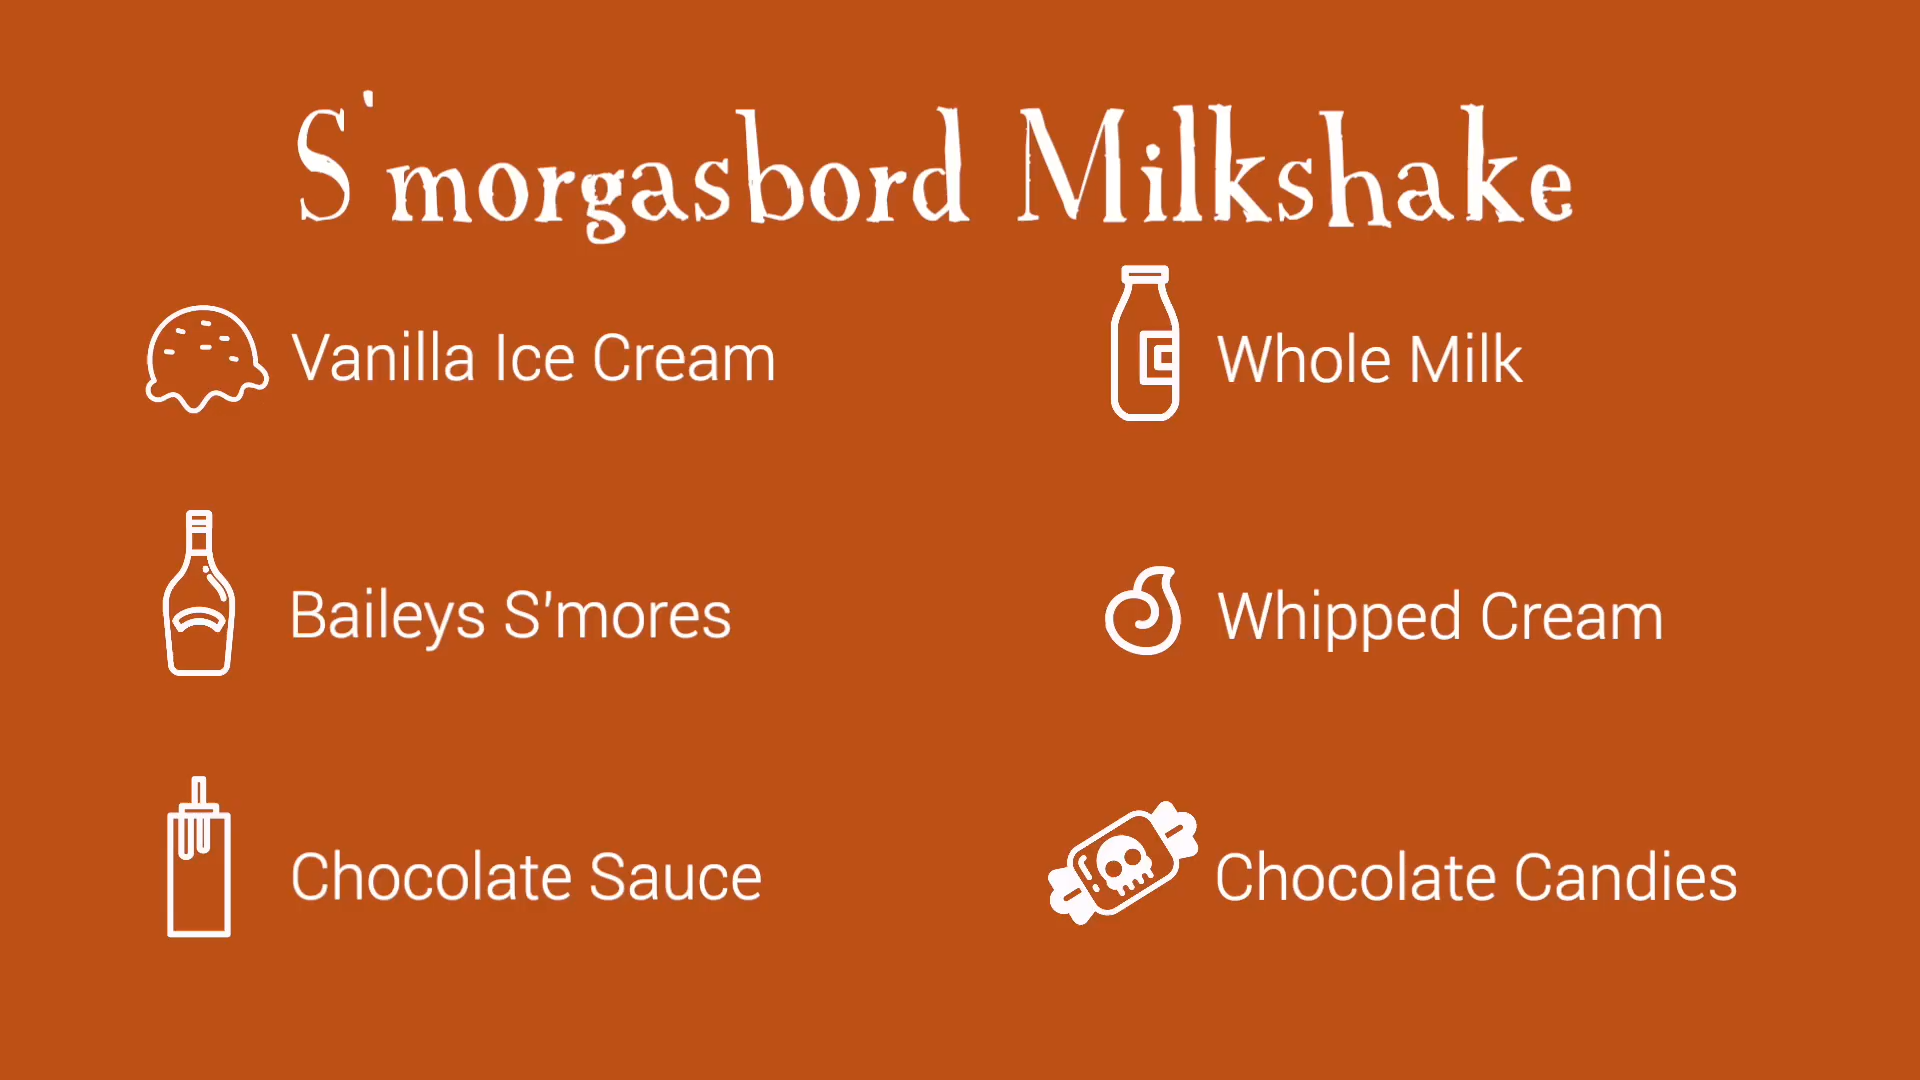 S'morgasbord Milkshake
Vanilla Ice Cream
Whole Milk
Baileys S'mores
Whipped Cream
Chocolate Sauce
Chocolate Candies